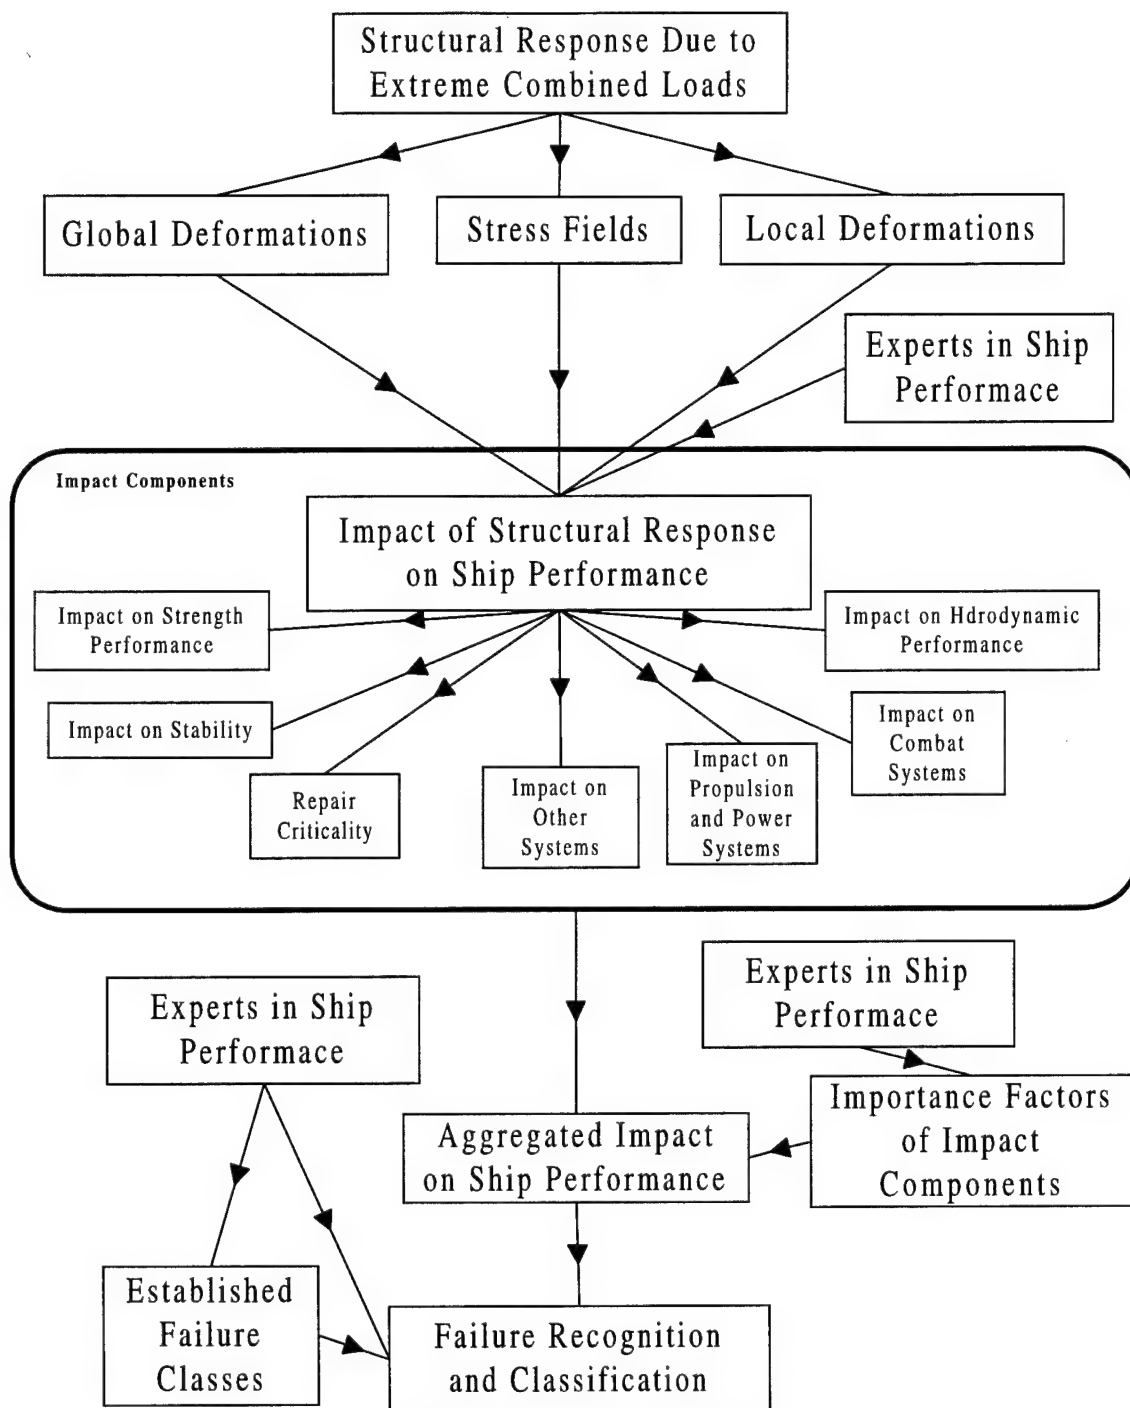 Structural Response Due to
Extreme Combined Loads
Global Deformations
Stress Fields
Local Deformations
Experts in Ship
Performace
Impact Components
Impact of Structural Response
on Ship Performance
Impact on Strength
Performance
Impact on Hdrodynamic
Performance
Impact on Stability
Impact on
Combat
Systems
Repair
Criticality
Impact on
Other
Systems
Impact on
Propulsion
and Power
Systems
Experts in Ship
Performace
Experts in Ship
Performace
Importance Factors
of Impact
Components
Aggregated Impact
on Ship Performance
Established
Failure
Classes
Failure Recognition
and Classification